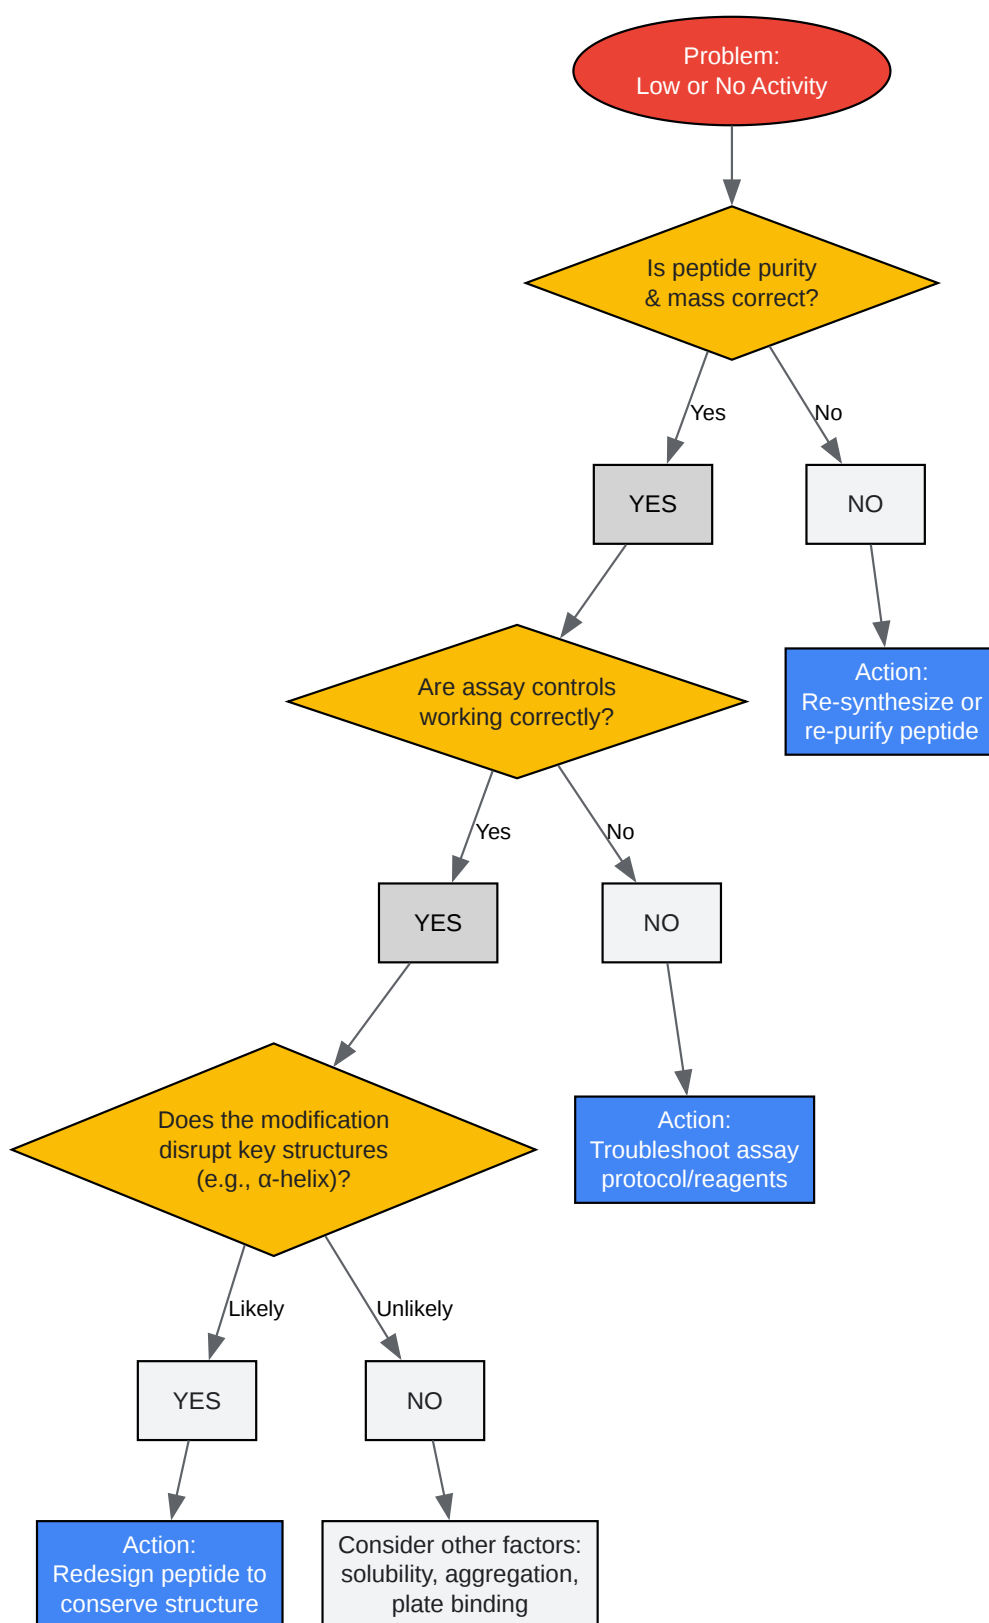 Problem:
Low or No Activity
Is peptide purity
& mass correct?
Yes
No
YES
NO
Are assay controls
working correctly?
Action:
Re-synthesize or
re-purify peptide
Yes
No
YES
NO
Does the modification
disrupt key structures
(e.g., α-helix)?
Action:
Troubleshoot assay
protocol/reagents
Likely
Unlikely
YES
NO
Action:
Redesign peptide to
conserve structure
Consider other factors:
solubility, aggregation,
plate binding